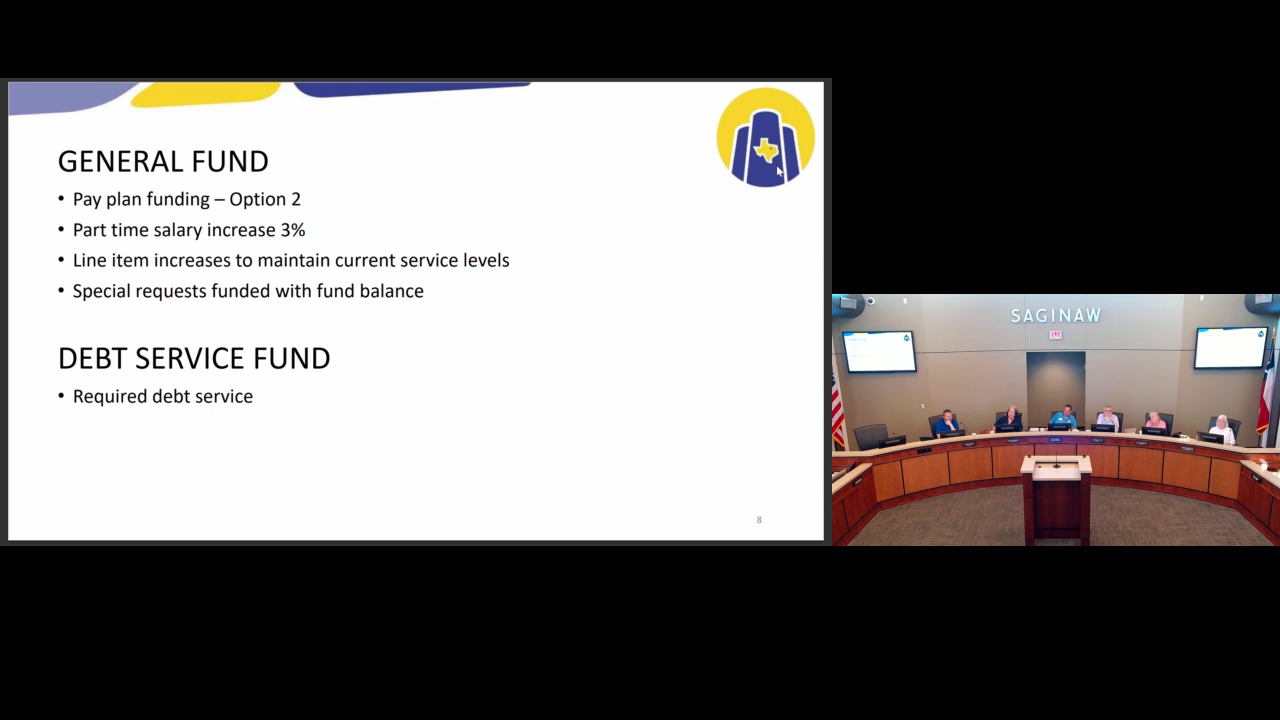 GENERAL FUND
• Pay plan funding – Option 2
• Part time salary increase 3%
• Line item increases to maintain current service levels
• Special requests funded with fund balance
DEBT SERVICE FUND
• Required debt service
8
SAGINAW